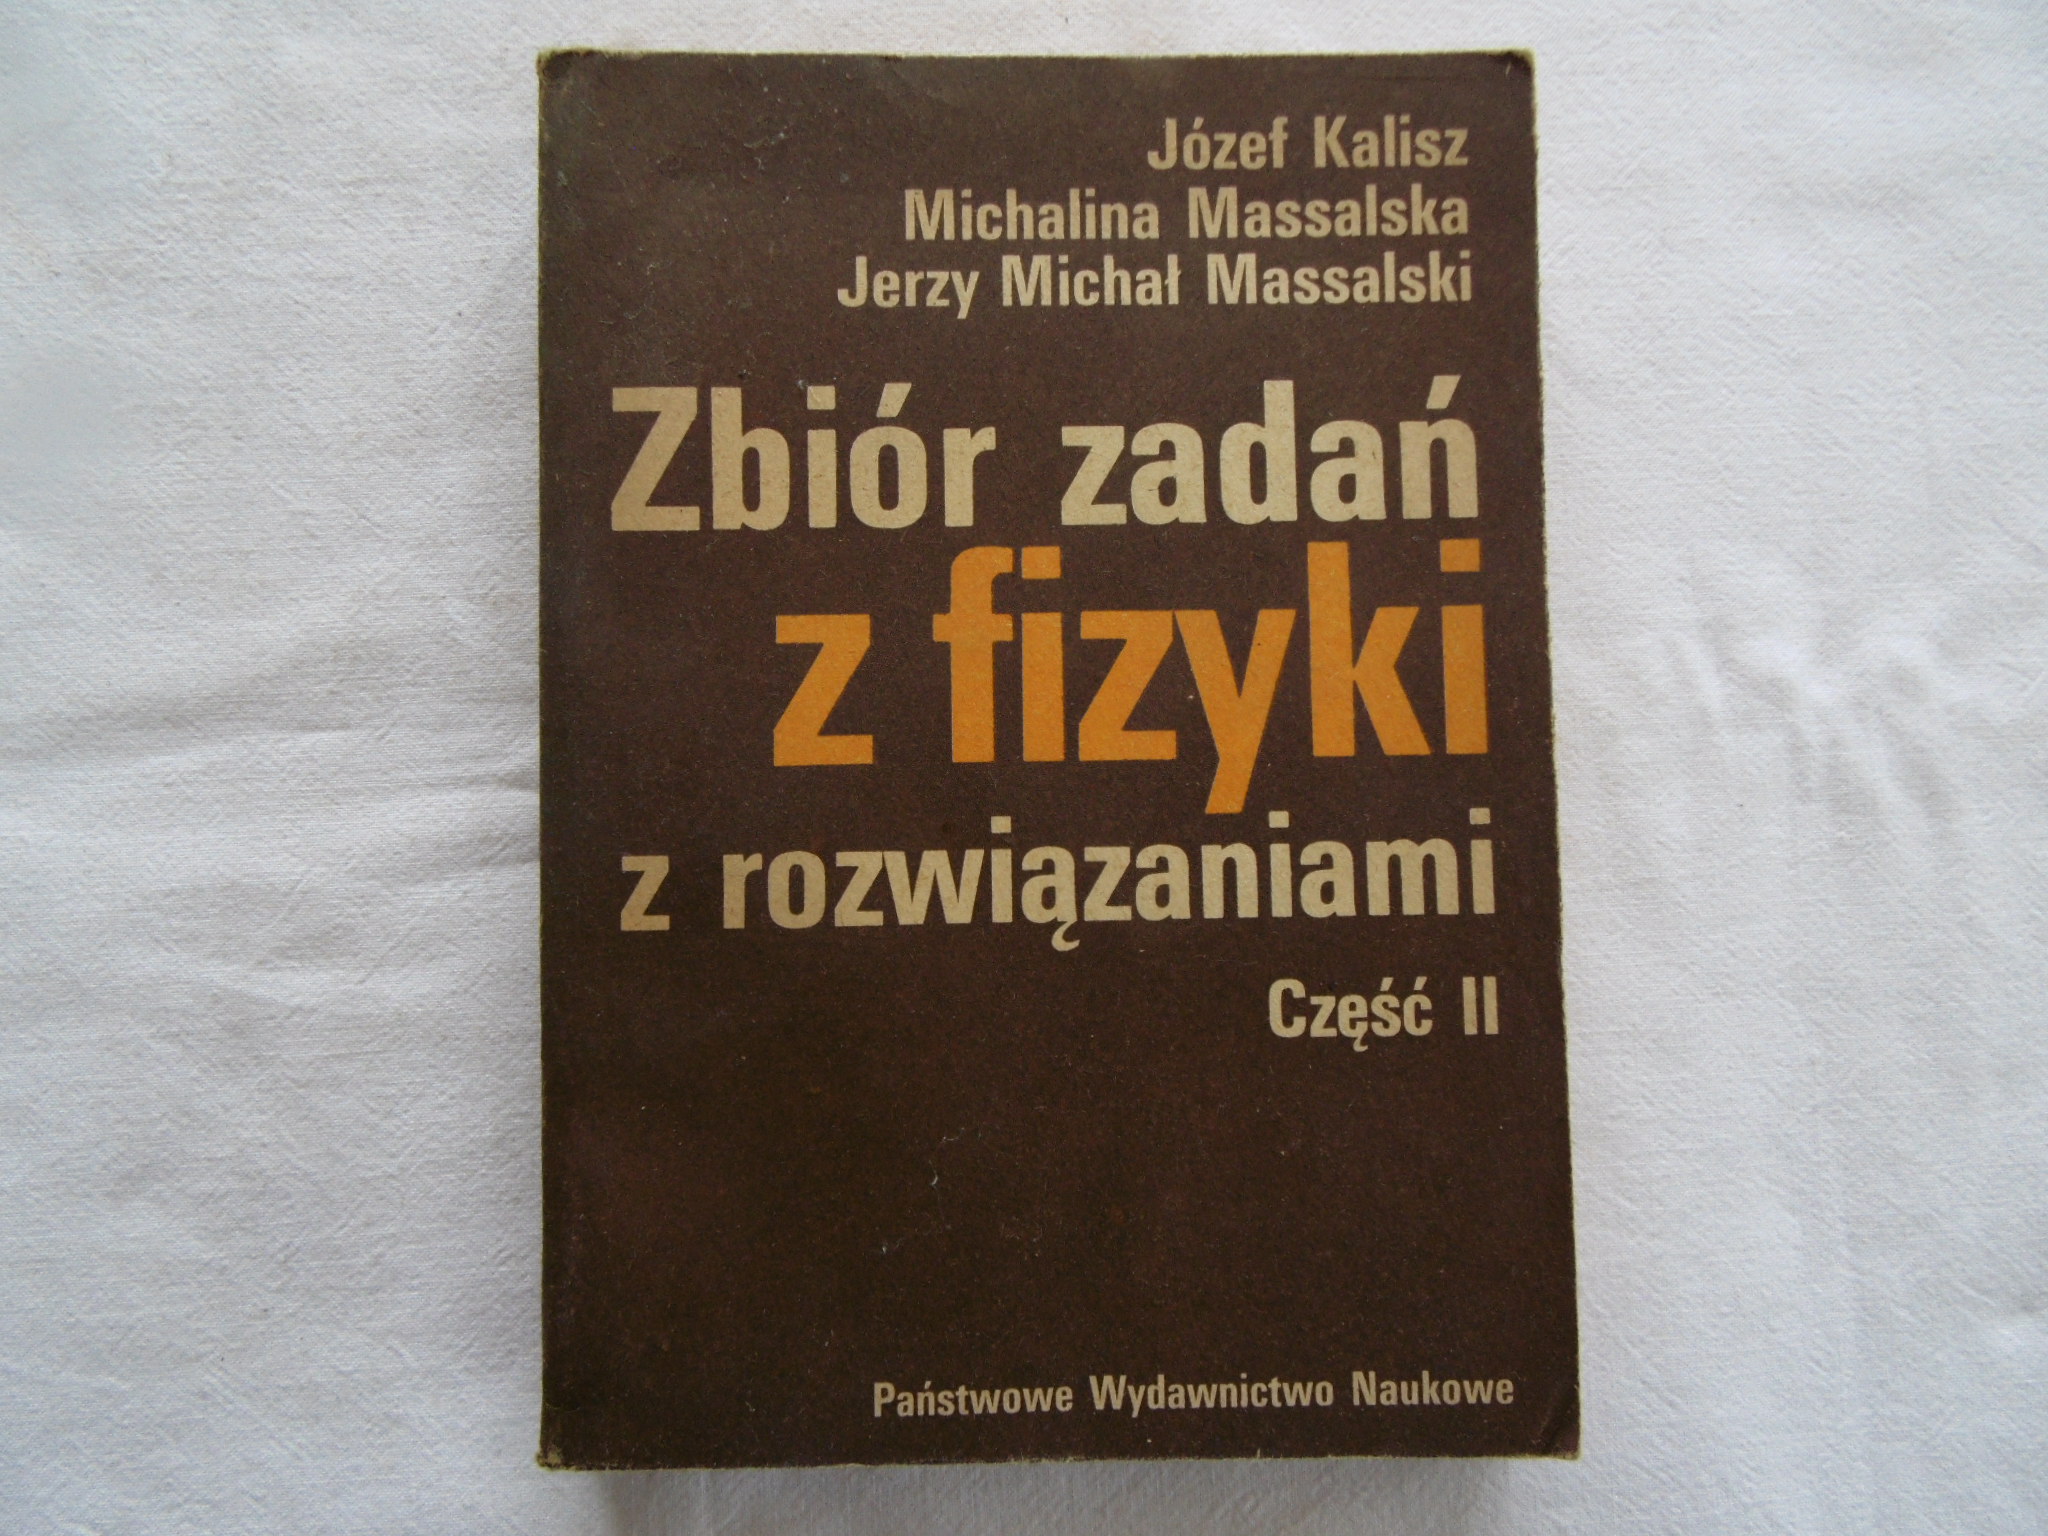 Józef Kalisz
Michalina Massalska
Jerzy Michał Massalski
Zbiór zadań
z fizyki
z rozwiązaniami
Część II
Państwowe Wydawnictwo Naukowe